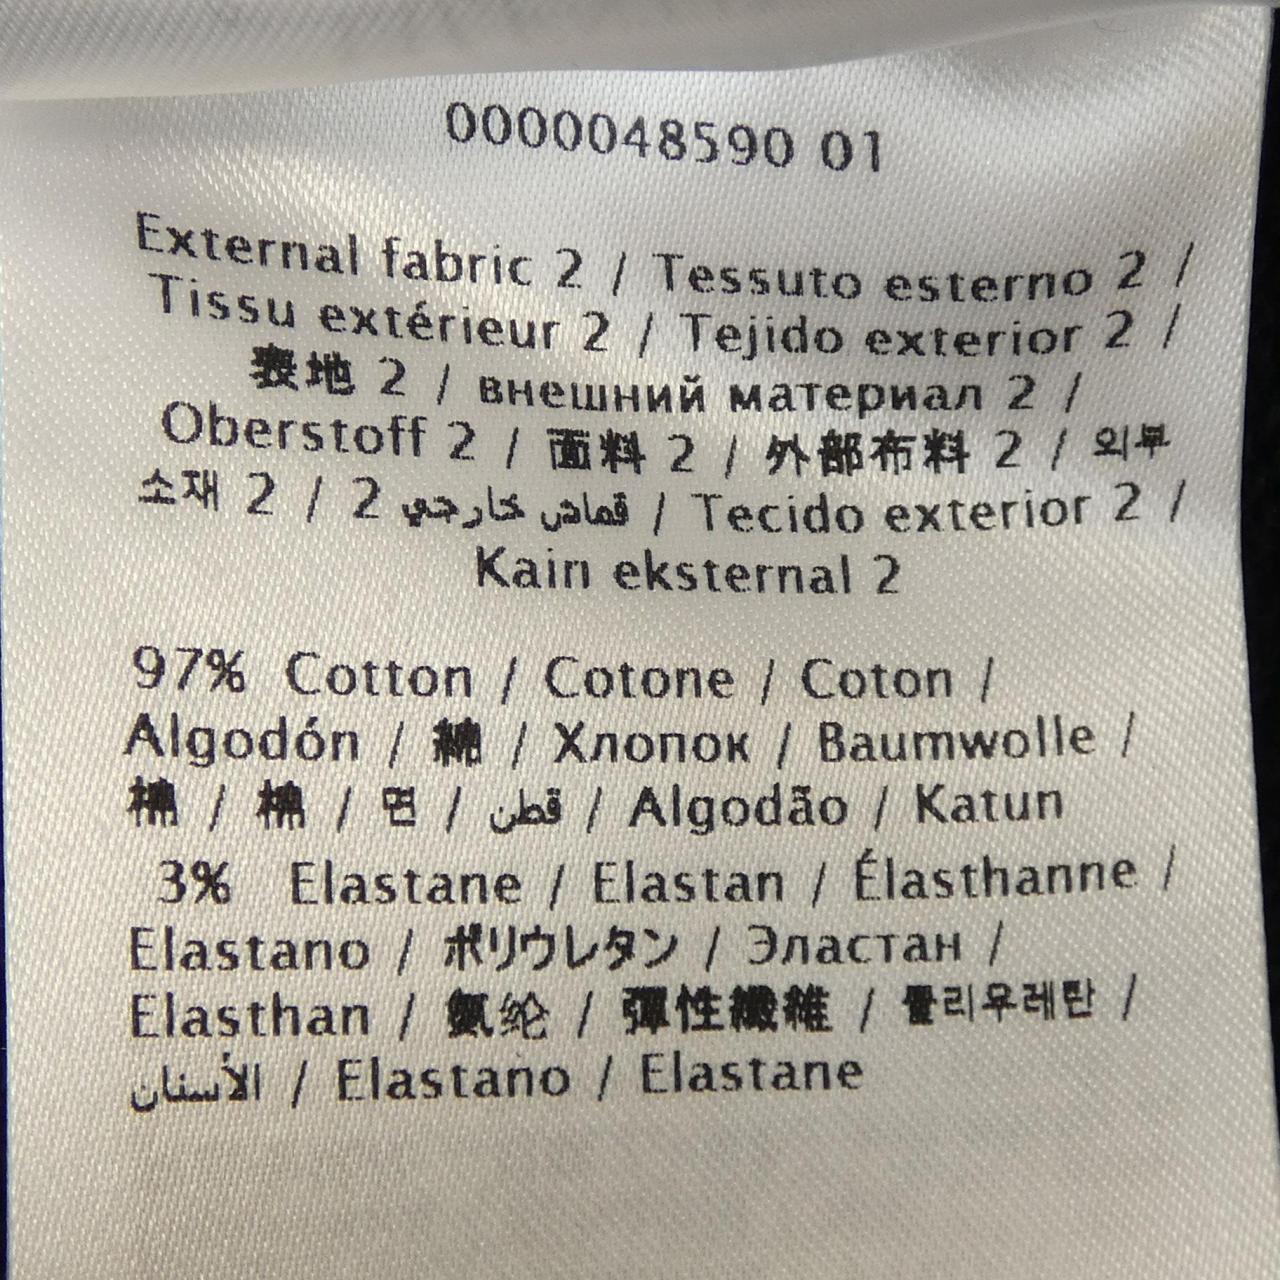 0000048590 01
External fabric 2 / Tessuto esterno 2 /
Tissu extérieur 2 / Tejido exterior 2 /
表地 2 / внешний материал 2 /
Oberstoff 2 / 面料 2 / 外部布料 2 / 외부
소재 2 / 2 قماش خارجي / Tecido exterior 2 /
Kain eksternal 2
97% Cotton / Cotone / Coton /
Algodón / 綿 / Хлопок / Baumwolle /
棉 / 棉 / 면 / قطن / Algodão / Katun
3% Elastane / Elastan / Élasthanne /
Elastano / ポリウレタン / Эластан /
Elasthan / 氨纶 / 彈性纖維 / 폴리우레탄 /
الأستان / Elastano / Elastane